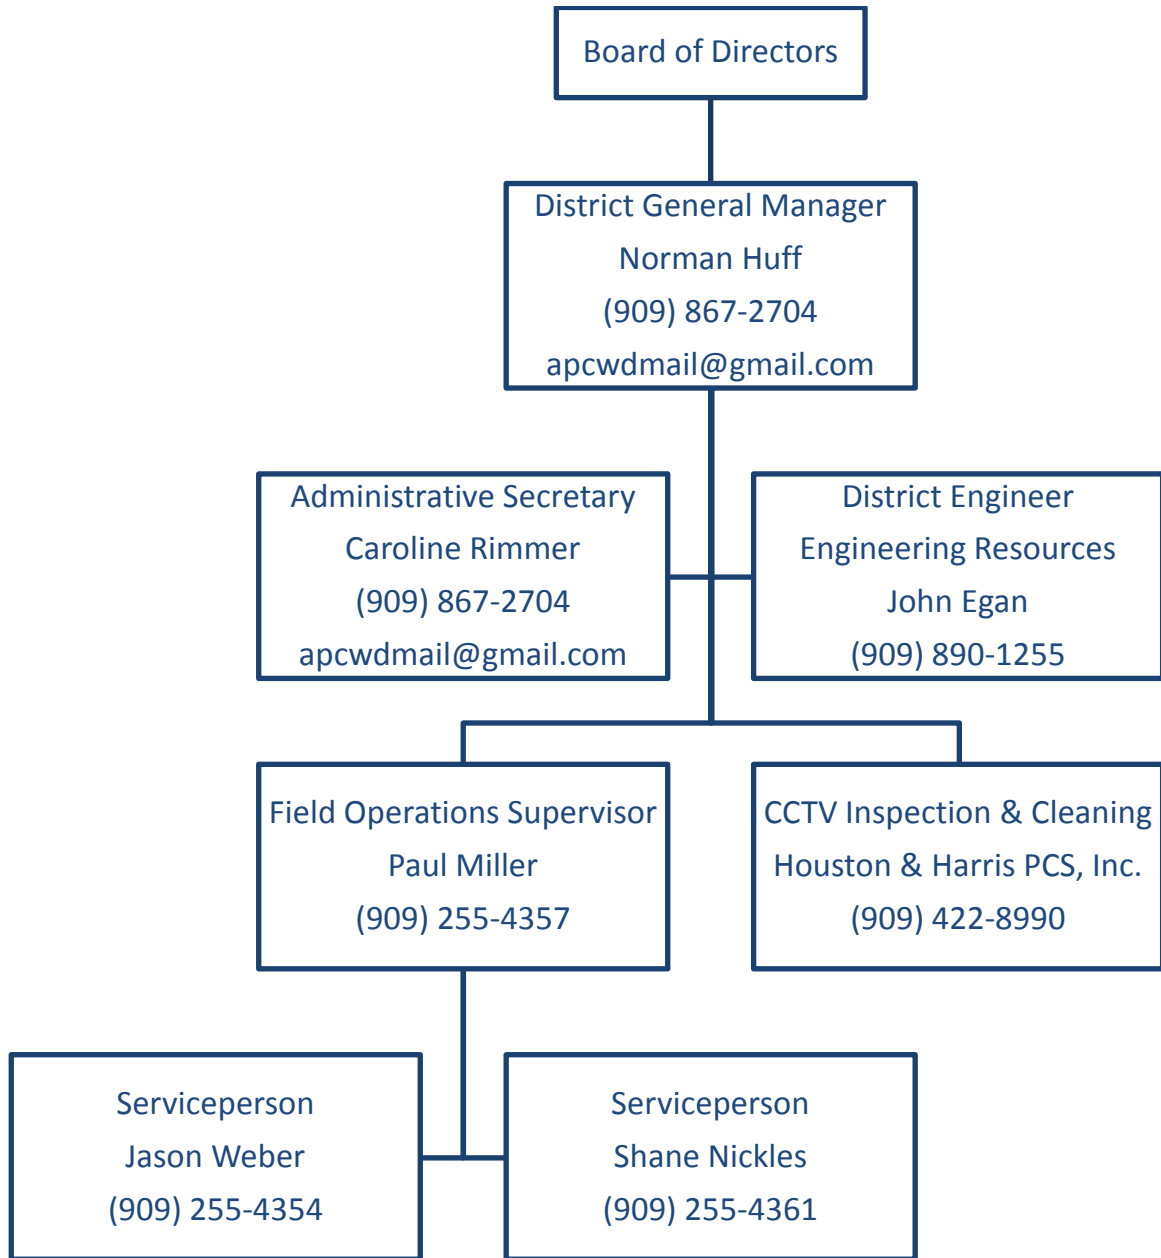 Board of Directors
District General Manager
Norman Huff
(909) 867-2704
apcwdmail@gmail.com
Administrative Secretary
Caroline Rimmer
(909) 867-2704
apcwdmail@gmail.com
District Engineer
Engineering Resources
John Egan
(909) 890-1255
Field Operations Supervisor
Paul Miller
(909) 255-4357
CCTV Inspection & Cleaning
Houston & Harris PCS, Inc.
(909) 422-8990
Serviceperson
Jason Weber
(909) 255-4354
Serviceperson
Shane Nickles
(909) 255-4361